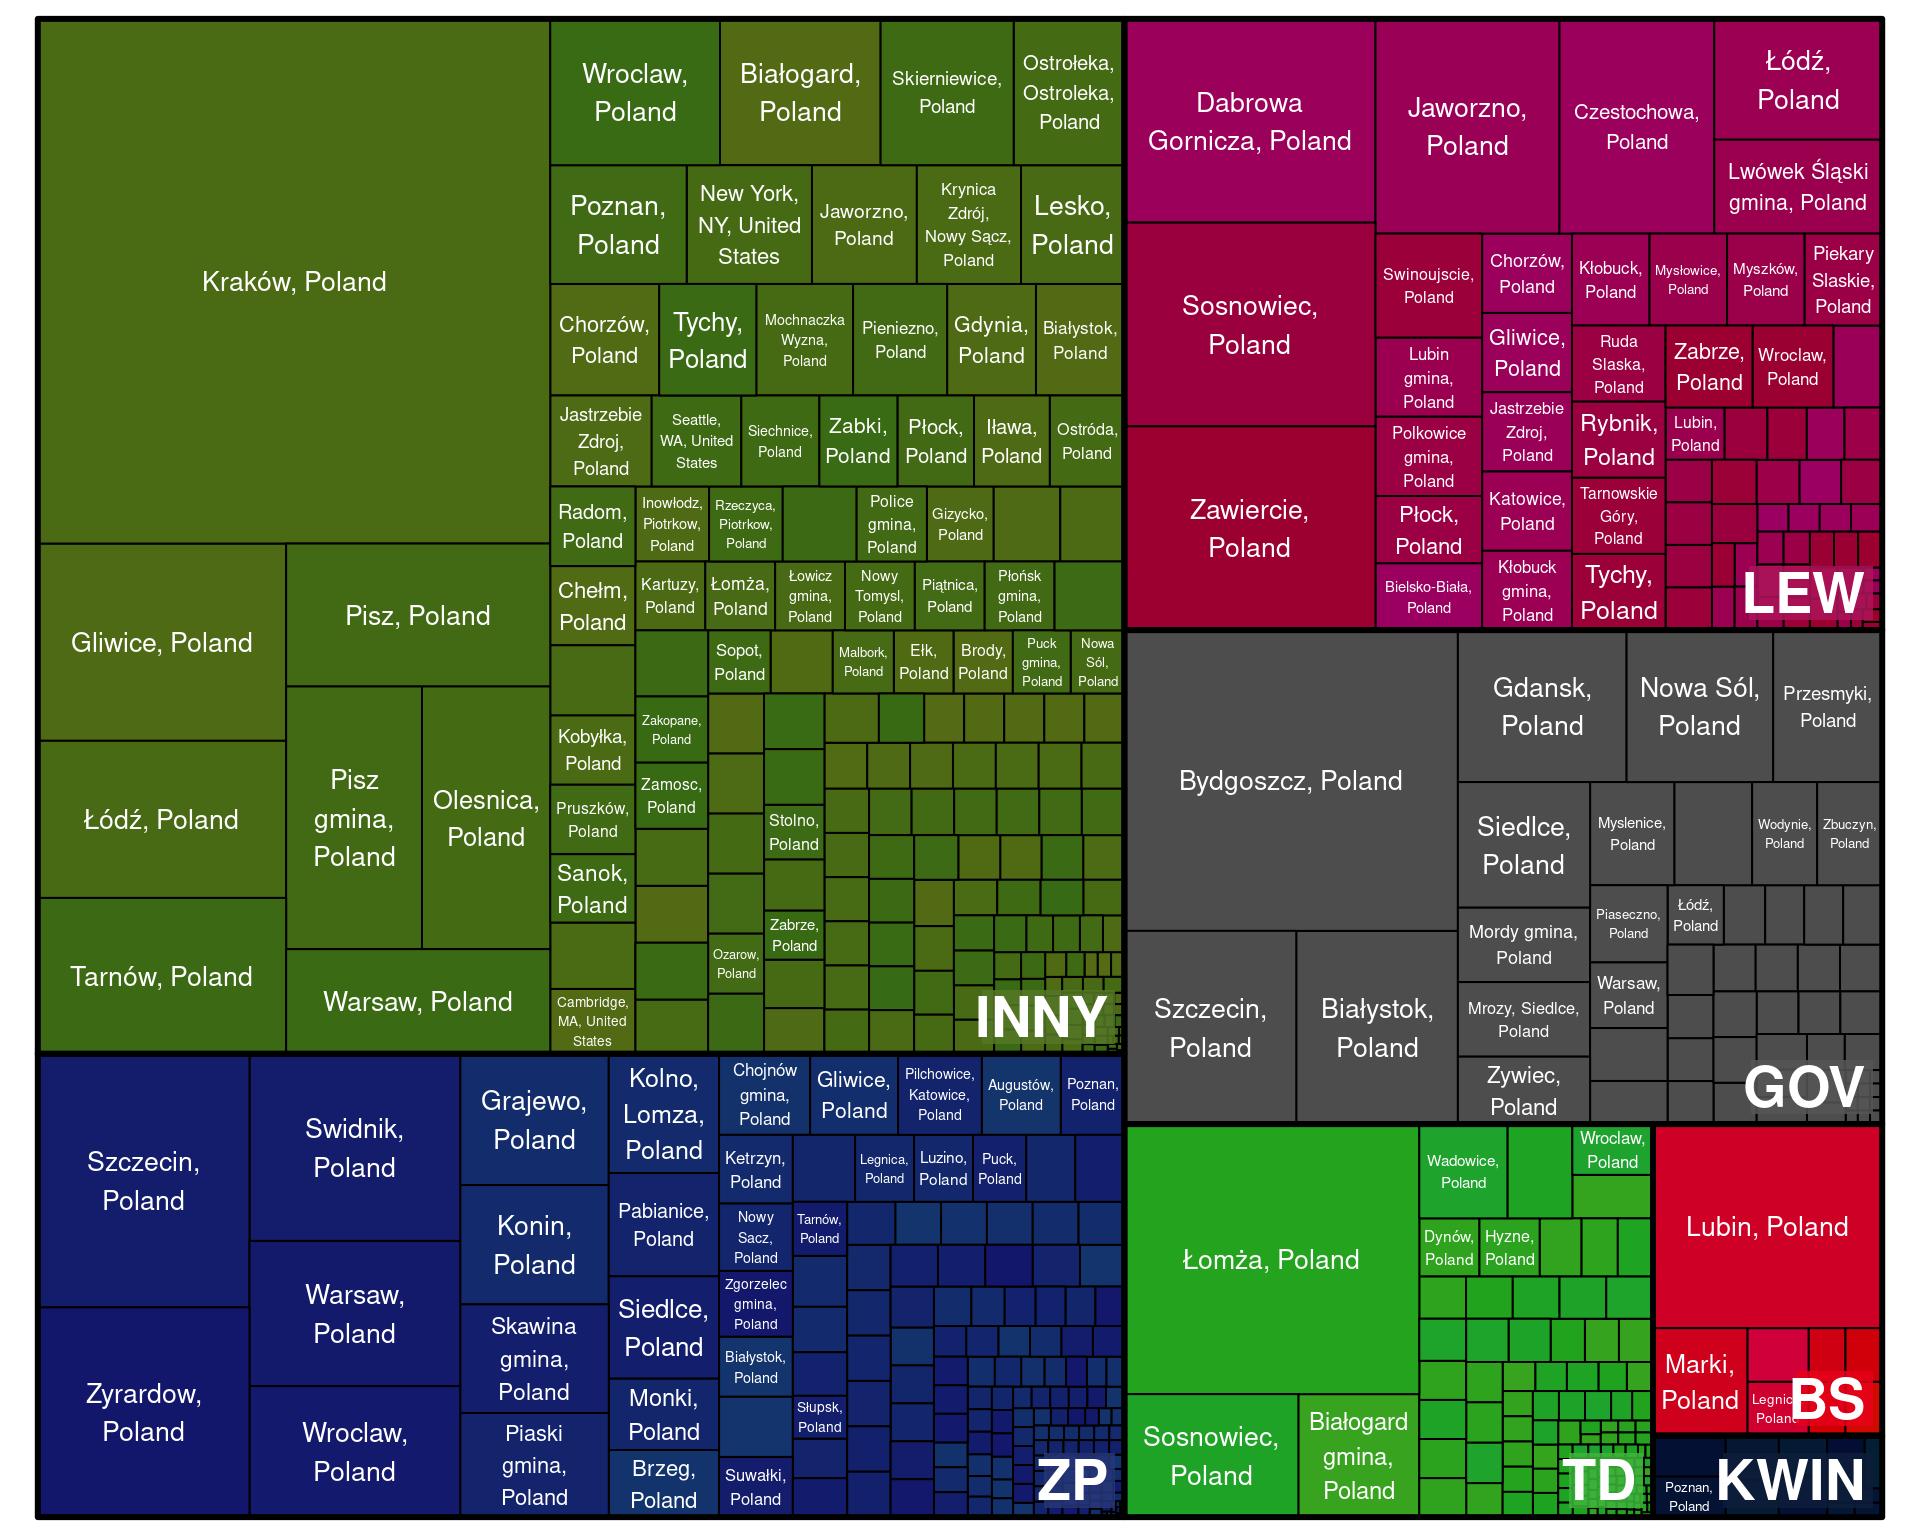 Kraków, Poland
Gliwice, Poland
Łódź, Poland
Tarnów, Poland
Pisz, Poland
Pisz
gmina,
Poland
Olesnica,
Poland
Warsaw, Poland
Wroclaw,
Poland
Białogard,
Poland
Skierniewice,
Poland
Ostrołeka,
Ostroleka,
Poland
Poznan,
Poland
New York,
NY, United
States
Jaworzno,
Poland
Krynica
Zdrój,
Nowy Sącz,
Poland
Lesko,
Poland
Chorzów,
Poland
Tychy,
Poland
Mochnaczka
Wyzna,
Poland
Pieniezno,
Poland
Gdynia,
Poland
Białystok,
Poland
Jastrzebie
Zdroj,
Poland
Seattle,
WA, United
States
Siechnice,
Poland
Zabki,
Poland
Płock,
Poland
Iława,
Poland
Ostróda,
Poland
Radom,
Poland
Inowłodz,
Piotrkow,
Poland
Rzeczyca,
Piotrkow,
Poland
Police
gmina,
Poland
Gizycko,
Poland
Chełm,
Poland
Kartuzy,
Poland
Łomża,
Poland
Łowicz
gmina,
Poland
Nowy
Tomysl,
Poland
Piątnica,
Poland
Płońsk
gmina,
Poland
Sopot,
Poland
Malbork,
Poland
Ełk,
Poland
Brody,
Poland
Puck
gmina,
Poland
Nowa
Sól,
Poland
Kobyłka,
Poland
Zakopane,
Poland
Pruszków,
Poland
Zamosc,
Poland
Stolno,
Poland
Sanok,
Poland
Zabrze,
Poland
Ozarow,
Poland
Cambridge,
MA, United
States
INNY
Dabrowa
Gornicza, Poland
Sosnowiec,
Poland
Zawiercie,
Poland
Jaworzno,
Poland
Czestochowa,
Poland
Łódź,
Poland
Lwówek Śląski
gmina, Poland
Swinoujscie,
Poland
Chorzów,
Poland
Kłobuck,
Poland
Mysłowice,
Poland
Myszków,
Poland
Piekary
Slaskie,
Poland
Lubin
gmina,
Poland
Gliwice,
Poland
Ruda
Slaska,
Poland
Zabrze,
Poland
Wroclaw,
Poland
Polkowice
gmina,
Poland
Jastrzebie
Zdroj,
Poland
Rybnik,
Poland
Lubin,
Poland
Płock,
Poland
Katowice,
Poland
Tarnowskie
Góry,
Poland
Bielsko-Biała,
Poland
Kłobuck
gmina,
Poland
Tychy,
Poland
LEW
Bydgoszcz, Poland
Szczecin,
Poland
Białystok,
Poland
Gdansk,
Poland
Nowa Sól,
Poland
Przesmyki,
Poland
Siedlce,
Poland
Myslenice,
Poland
Wodynie,
Poland
Zbuczyn,
Poland
Mordy gmina,
Poland
Piaseczno,
Poland
Łódź,
Poland
Mrozy, Siedlce,
Poland
Warsaw,
Poland
Zywiec,
Poland
GOV
Szczecin,
Poland
Zyrardow,
Poland
Swidnik,
Poland
Warsaw,
Poland
Wroclaw,
Poland
Grajewo,
Poland
Konin,
Poland
Skawina
gmina,
Poland
Piaski
gmina,
Poland
Kolno,
Lomza,
Poland
Pabianice,
Poland
Siedlce,
Poland
Monki,
Poland
Brzeg,
Poland
Chojnów
gmina,
Poland
Gliwice,
Poland
Pilchowice,
Katowice,
Poland
Augustów,
Poland
Poznan,
Poland
Ketrzyn,
Poland
Legnica,
Poland
Luzino,
Poland
Puck,
Poland
Nowy
Sacz,
Poland
Tarnów,
Poland
Zgorzelec
gmina,
Poland
Białystok,
Poland
Słupsk,
Poland
Suwałki,
Poland
ZP
Łomża, Poland
Sosnowiec,
Poland
Białogard
gmina,
Poland
Wadowice,
Poland
Wroclaw,
Poland
Dynów,
Poland
Hyzne,
Poland
TD
Lubin, Poland
Marki,
Poland
BS
Poznan,
Poland
KWIN